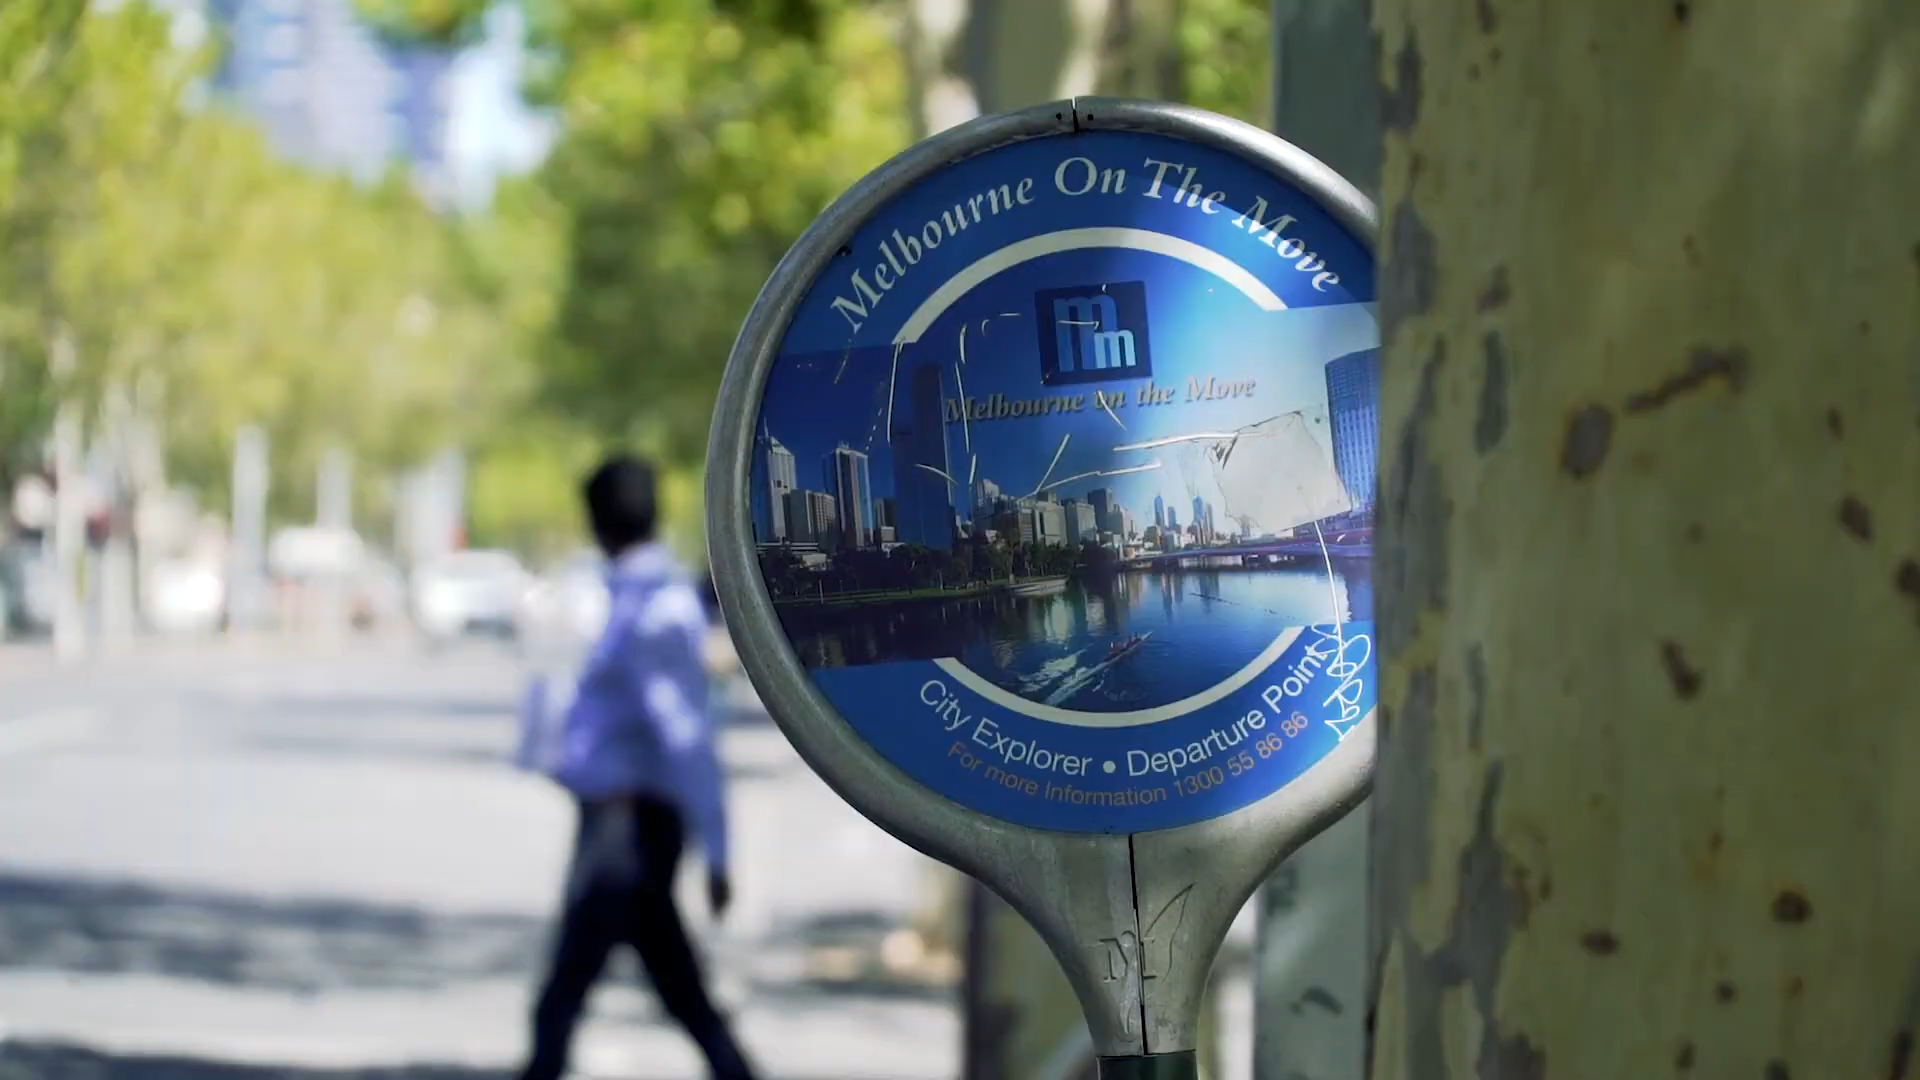 Melbourne On The Move
mm
Melbourne on the Move
City Explorer • Departure Point
For more Information 1300 55 86 86